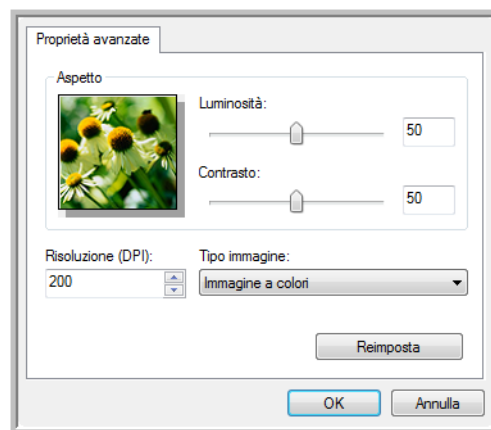 Proprietà avanzate
Aspetto
Luminosità:
50
Contrasto:
50
Risoluzione (DPI):
Tipo immagine:
200
Immagine a colori
Reimposta
OK
Annulla